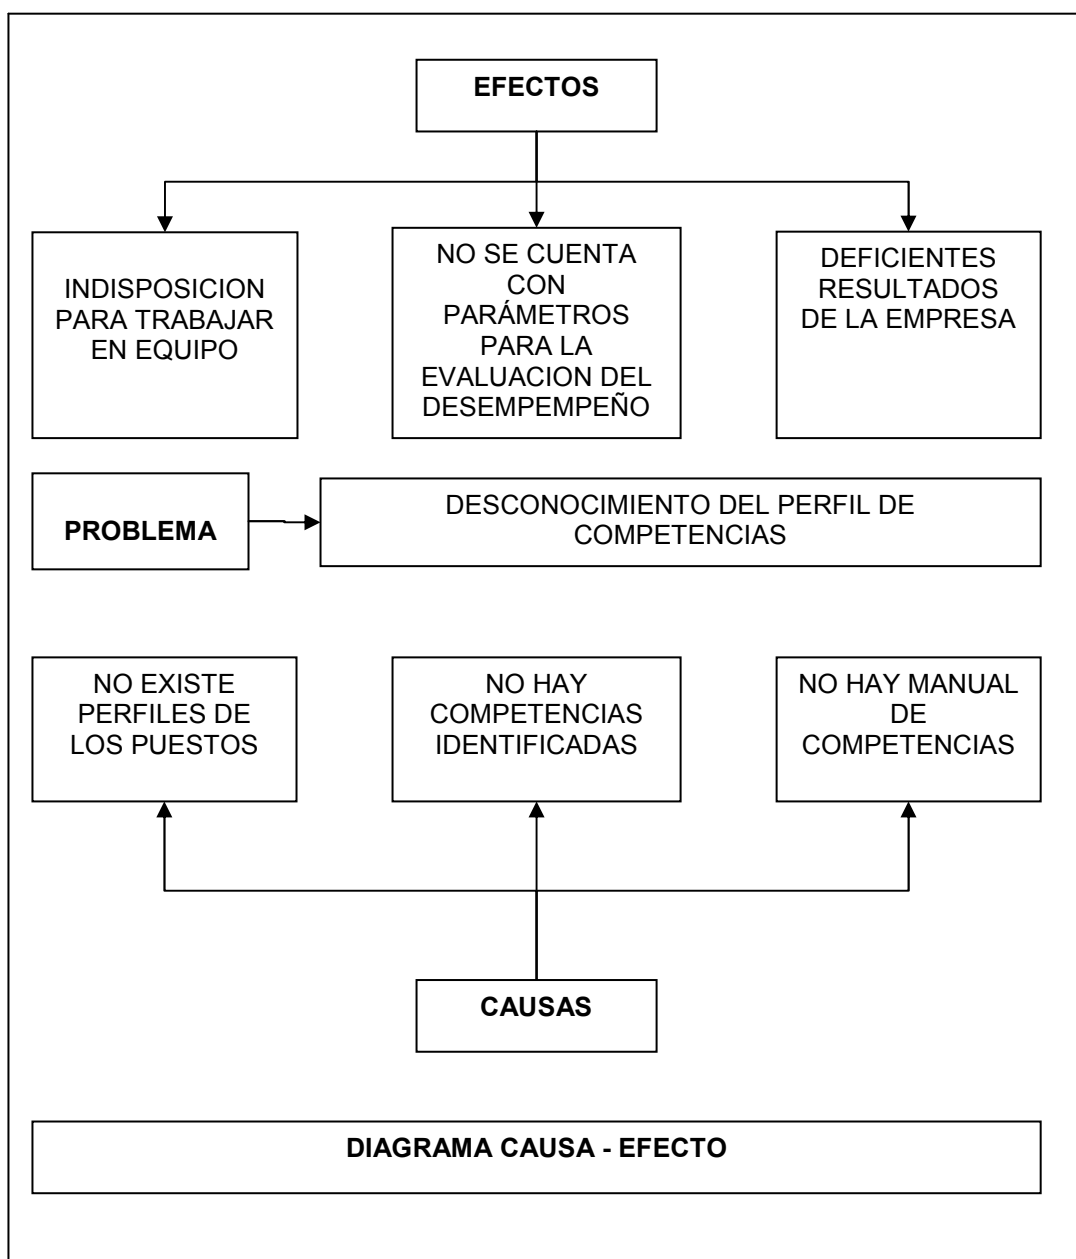 EFECTOS
INDISPOSICION
PARA TRABAJAR
EN EQUIPO
NO SE CUENTA
CON
PARÁMETROS
PARA LA
EVALUACION DEL
DESEMPEMPEÑO
DEFICIENTES
RESULTADOS
DE LA EMPRESA
PROBLEMA
DESCONOCIMIENTO DEL PERFIL DE
COMPETENCIAS
NO EXISTE
PERFILES DE
LOS PUESTOS
NO HAY
COMPETENCIAS
IDENTIFICADAS
NO HAY MANUAL
DE
COMPETENCIAS
CAUSAS
DIAGRAMA CAUSA - EFECTO